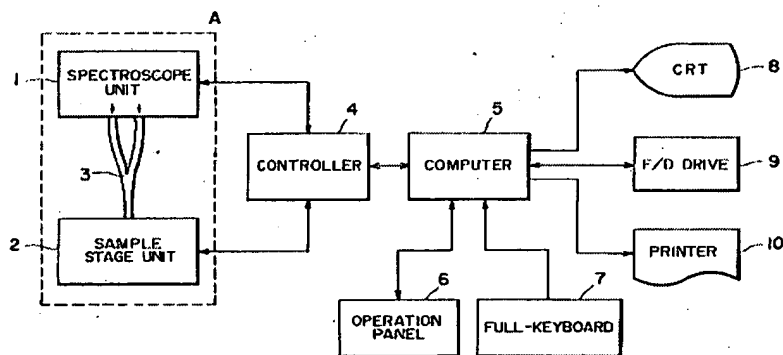 A
1
SPECTROSCOPE
UNIT
3
2
SAMPLE
STAGE UNIT
4
CONTROLLER
5
COMPUTER
6
OPERATION
PANEL
7
FULL-KEYBOARD
CRT
8
F/D DRIVE
9
PRINTER
10